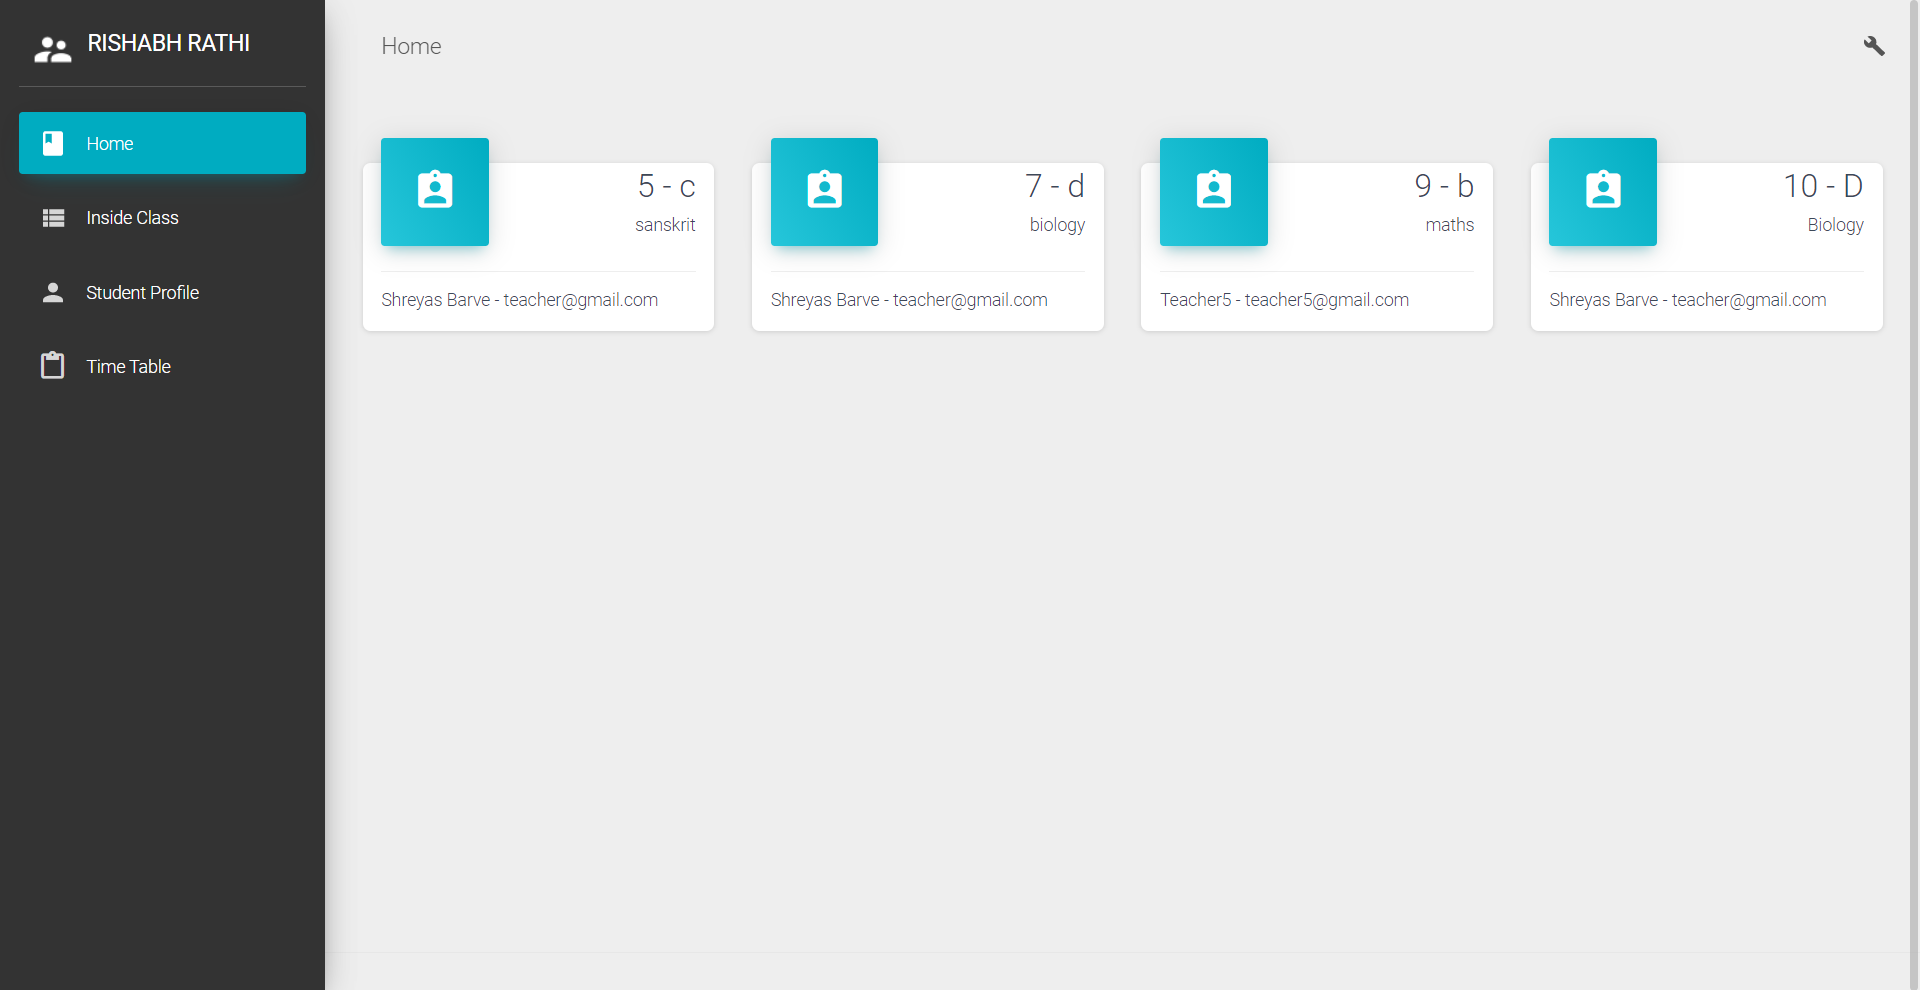 RISHABH RATHI
Home
Inside Class
Student Profile
Time Table
Home
5 - c
sanskrit
Shreyas Barve - teacher@gmail.com
7 - d
biology
Shreyas Barve - teacher@gmail.com
9 - b
maths
Teacher5 - teacher5@gmail.com
10 - D
Biology
Shreyas Barve - teacher@gmail.com